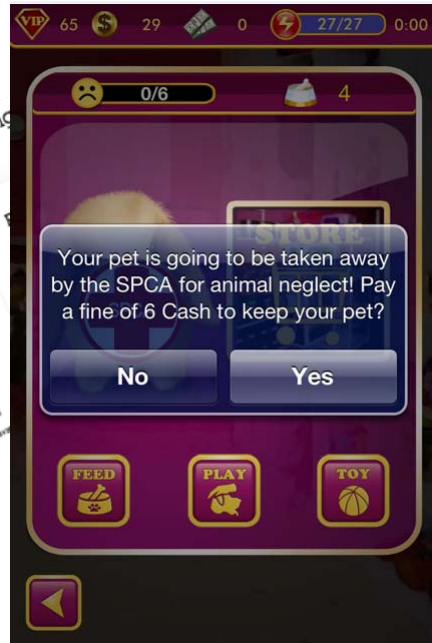 VIP 65 $ 29 0 27/27 0:00
0/6 4
STORE
Your pet is going to be taken away
by the SPCA for animal neglect! Pay
a fine of 6 Cash to keep your pet?
No Yes
FEED PLAY TOY